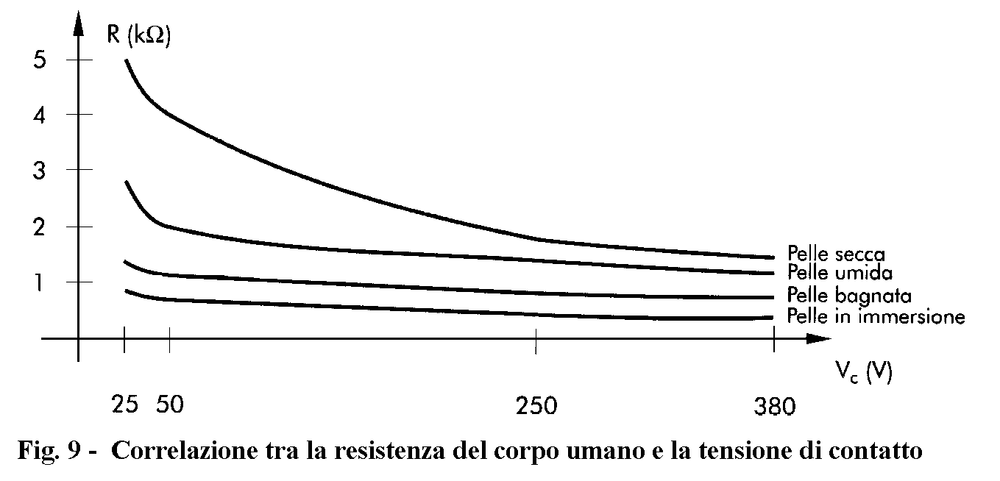 R (kΩ)
5
4
3
2
1
Pelle secca
Pelle umida
Pelle bagnata
Pelle in immersione
V_c (V)
25 50 250 380
Fig. 9 - Correlazione tra la resistenza del corpo umano e la tensione di contatto